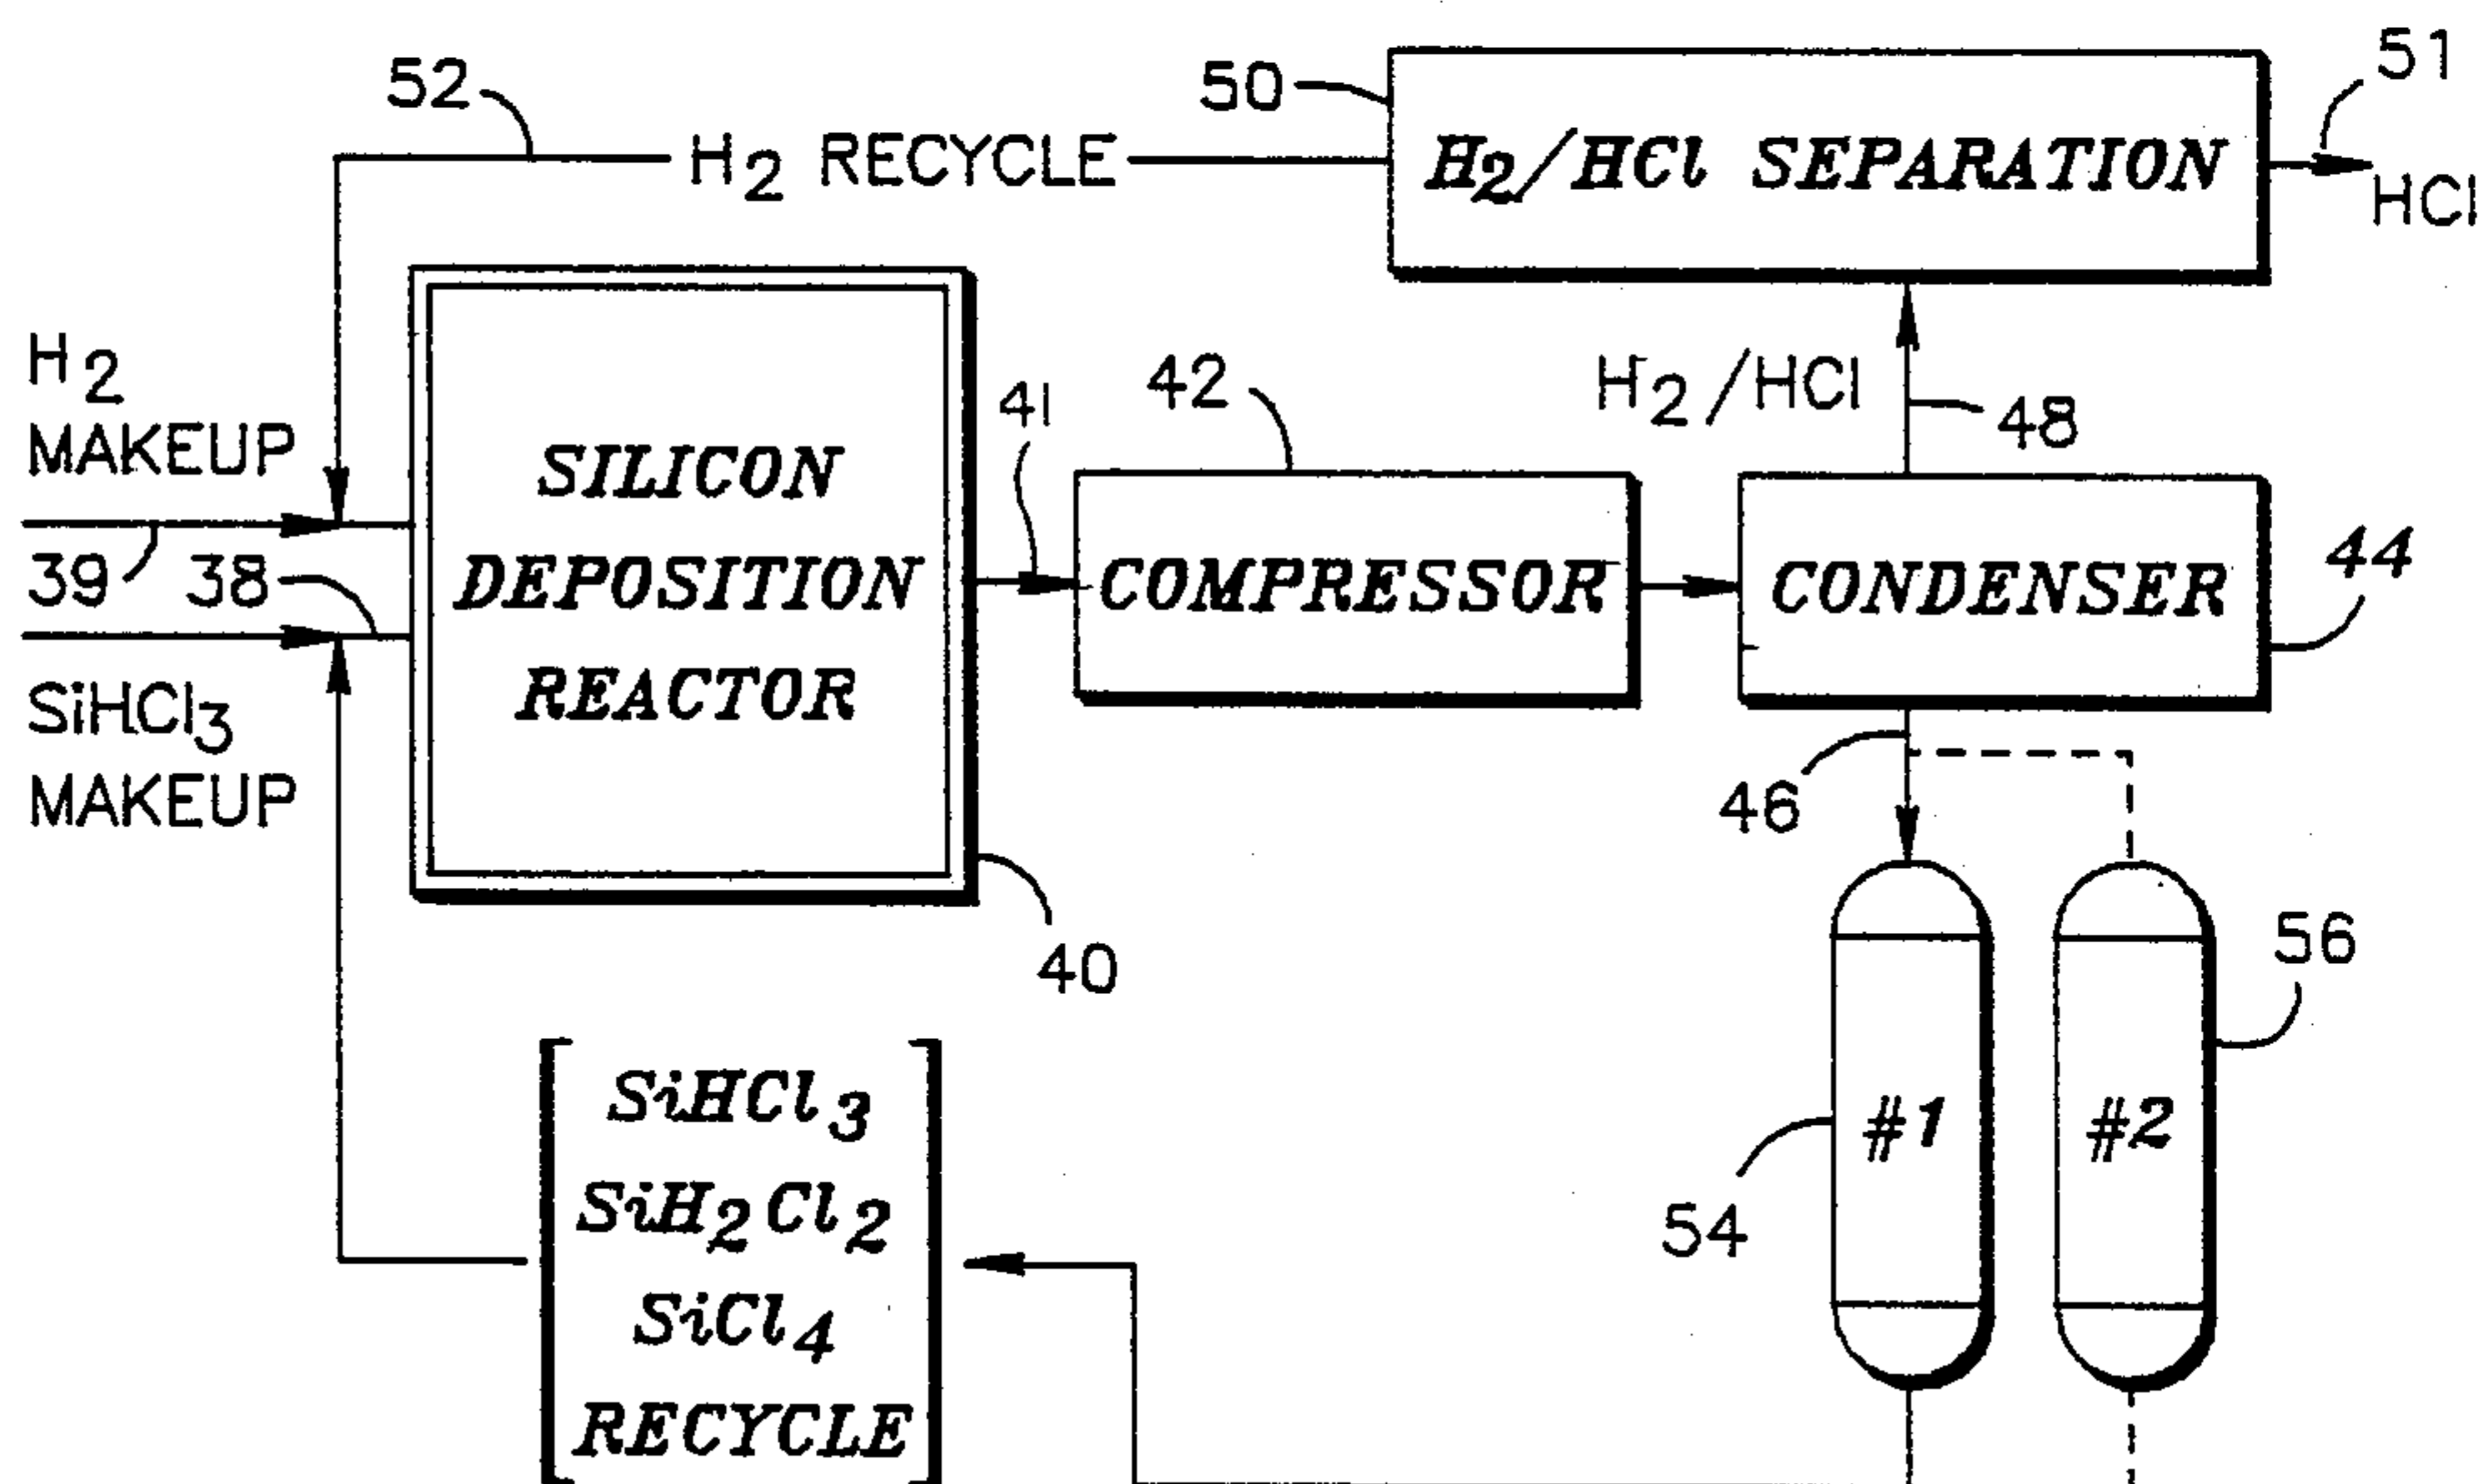 51
52
50
H2 RECYCLE
H2/HCl SEPARATION
HCl
H2
MAKEUP
42
41
H2/HCl
48
SILICON
DEPOSITION
REACTOR
COMPRESSOR
CONDENSER
44
39
38
SiHCl3
MAKEUP
46
40
56
SiHCl3
SiH2Cl2
SiCl4
RECYCLE
#1
#2
54